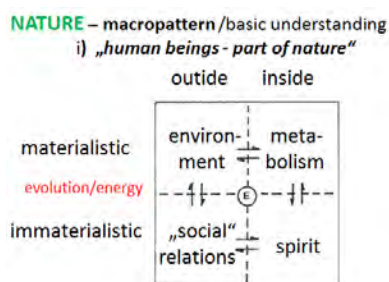 NATURE – macropattern/basic understanding
i) „human beings - part of nature“
outide inside
environ- meta-
materialistic ment bolism
evolution/energy E
immaterialistic „social“ spirit
relations